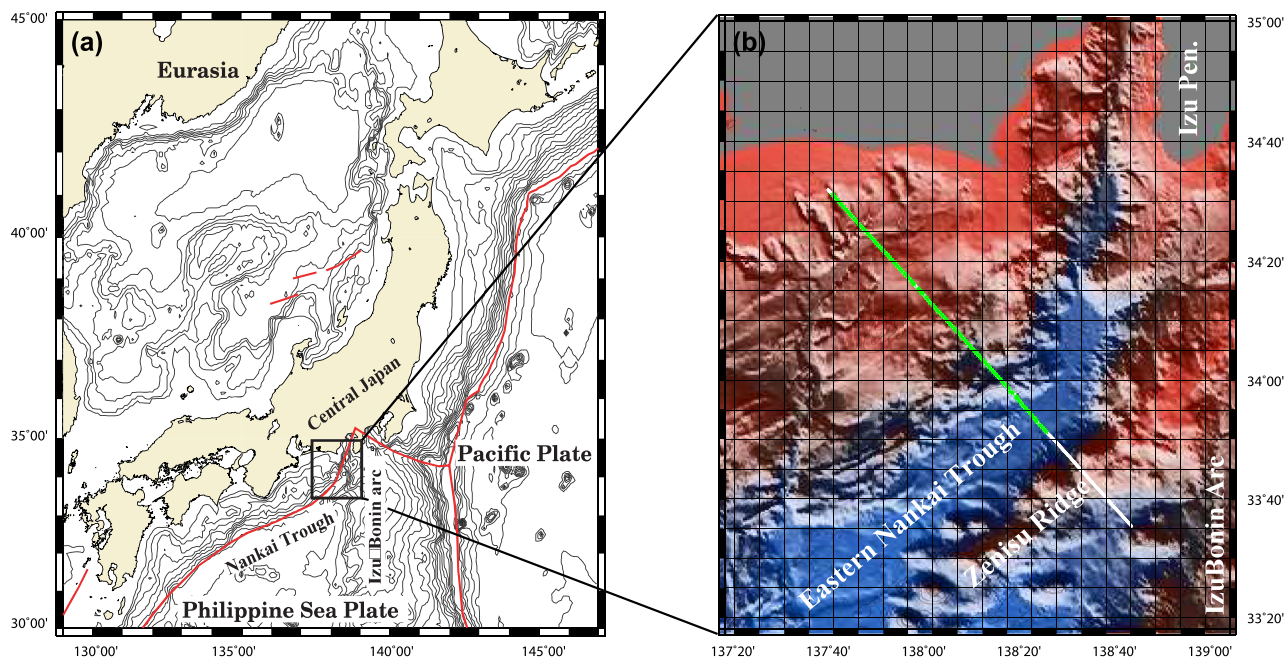 (a)
Eurasia
Central Japan
Pacific Plate
Izu Bonin arc
Nankai Trough
Philippine Sea Plate
45°00'
40°00'
35°00'
30°00'
130°00'
135°00'
140°00'
145°00'
(b)
Izu Pen.
Eastern Nankai Trough
Zenisu Ridge
IzuBonin Arc
35°00'
34°40'
34°20'
34°00'
33°40'
33°20'
137°20'
137°40'
138°00'
138°20'
138°40'
139°00'